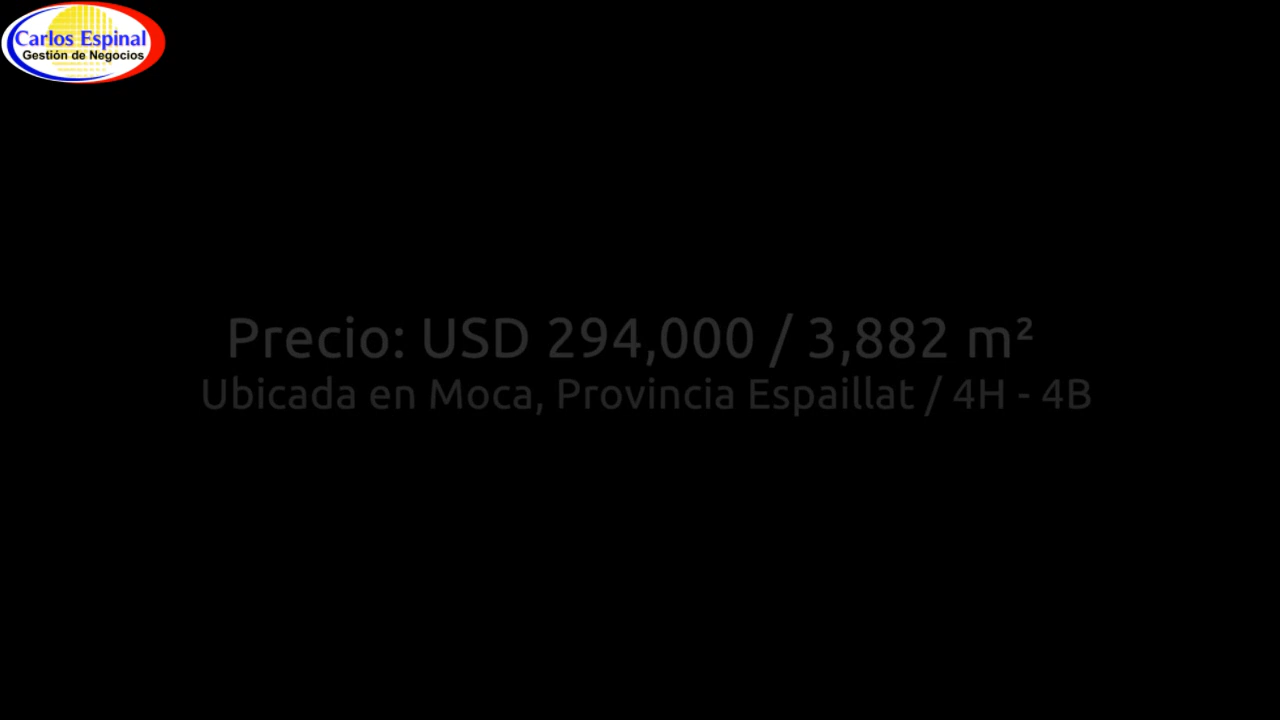 Carlos Espinal
Gestión de Negocios
Precio: USD 294,000 / 3,882 m²
Ubicada en Moca, Provincia Espaillat / 4H - 4B